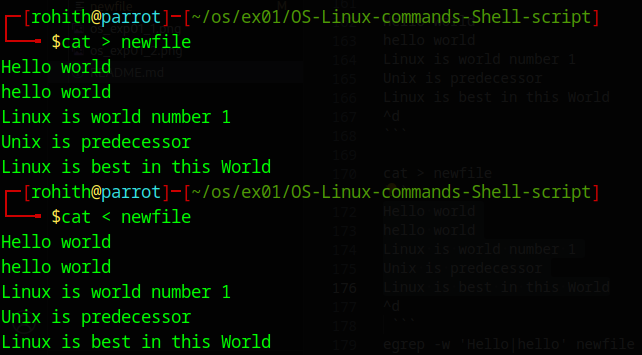 [rohith@parrot]─[~/os/ex01/OS-Linux-commands-Shell-script]
$cat > newfile
Hello world
hello world
Linux is world number 1
Unix is predecessor
Linux is best in this World
[rohith@parrot]─[~/os/ex01/OS-Linux-commands-Shell-script]
$cat < newfile
Hello world
hello world
Linux is world number 1
Unix is predecessor
Linux is best in this World
163 hello world
164 Linux is world number 1
165 Unix is predecessor
166 Linux is best in this World
167 ^d
168 ```
169
170 cat > newfile
172 Hello world
173 hello world
174 Linux is world number 1
175 Unix is predecessor
176 Linux is best in this World
177 ^d
178 ```
179 egrep -w 'Hello|hello' newfile